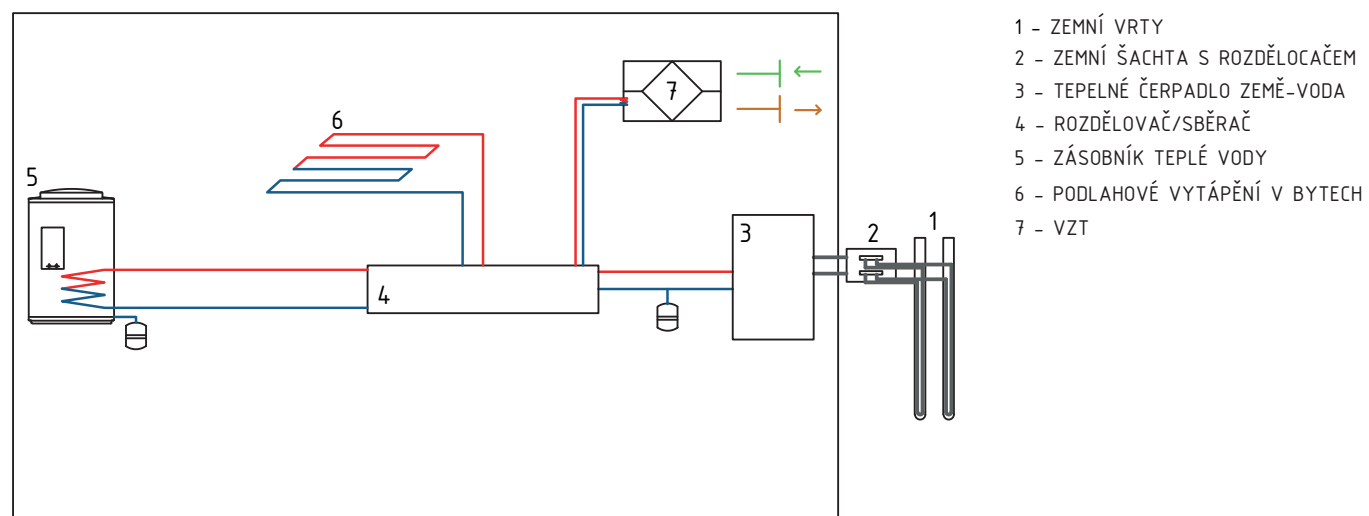 1 - ZEMNÍ VRTY
2 - ZEMNÍ ŠACHTA S ROZDĚLOCAČEM
3 - TEPELNÉ ČERPADLO ZEMĚ-VODA
4 - ROZDĚLOVAČ/SBĚRAČ
5 - ZÁSOBNÍK TEPLÉ VODY
6 - PODLAHOVÉ VYTÁPĚNÍ V BYTECH
7 - VZT
7
6
5
1
2
3
4